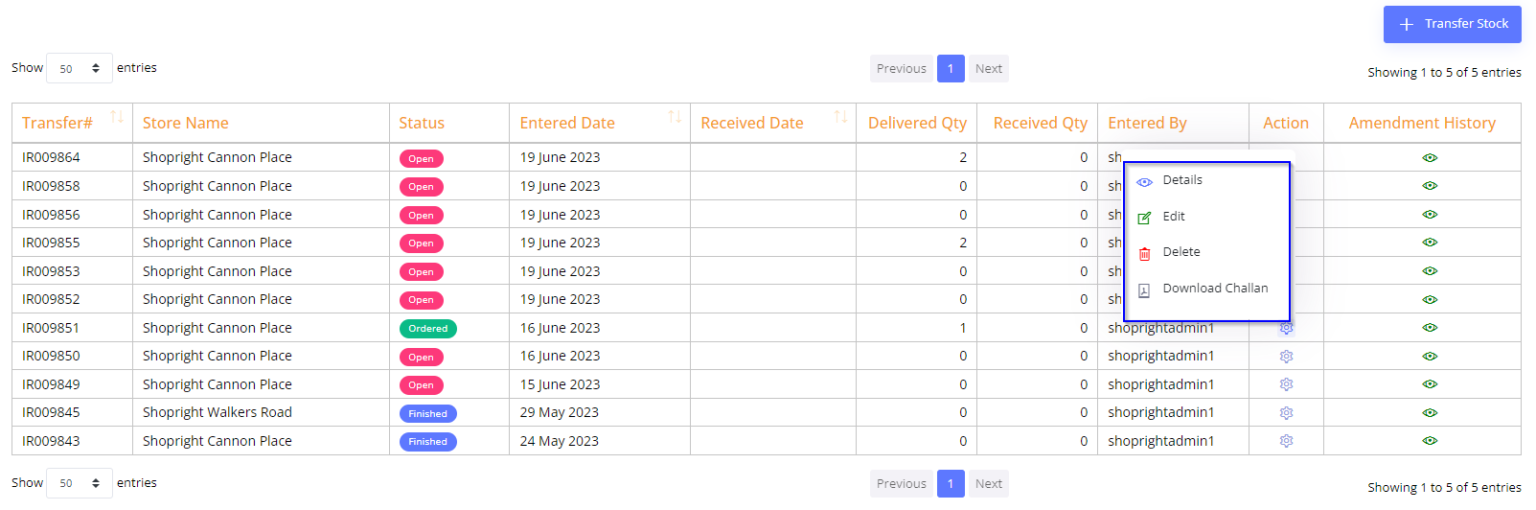 Transfer Stock
Show 50 entries Previous 1 Next Showing 1 to 5 of 5 entries
Transfer# Store Name Status Entered Date Received Date Delivered Qty Received Qty Entered By Action Amendment History
IR009864 Shopright Cannon Place Open 19 June 2023 2 0 sh
IR009858 Shopright Cannon Place Open 19 June 2023 0 0 sh
IR009856 Shopright Cannon Place Open 19 June 2023 0 0 sh
IR009855 Shopright Cannon Place Open 19 June 2023 2 0 sh
IR009853 Shopright Cannon Place Open 19 June 2023 0 0 sh
IR009852 Shopright Cannon Place Open 19 June 2023 0 0 sh
Details
Edit
Delete
Download Challan
IR009851 Shopright Cannon Place Ordered 16 June 2023 1 0 shoprightadmin1
IR009850 Shopright Cannon Place Open 16 June 2023 0 0 shoprightadmin1
IR009849 Shopright Cannon Place Open 15 June 2023 0 0 shoprightadmin1
IR009845 Shopright Walkers Road Finished 29 May 2023 0 0 shoprightadmin1
IR009843 Shopright Cannon Place Finished 24 May 2023 0 0 shoprightadmin1
Show 50 entries Previous 1 Next Showing 1 to 5 of 5 entries